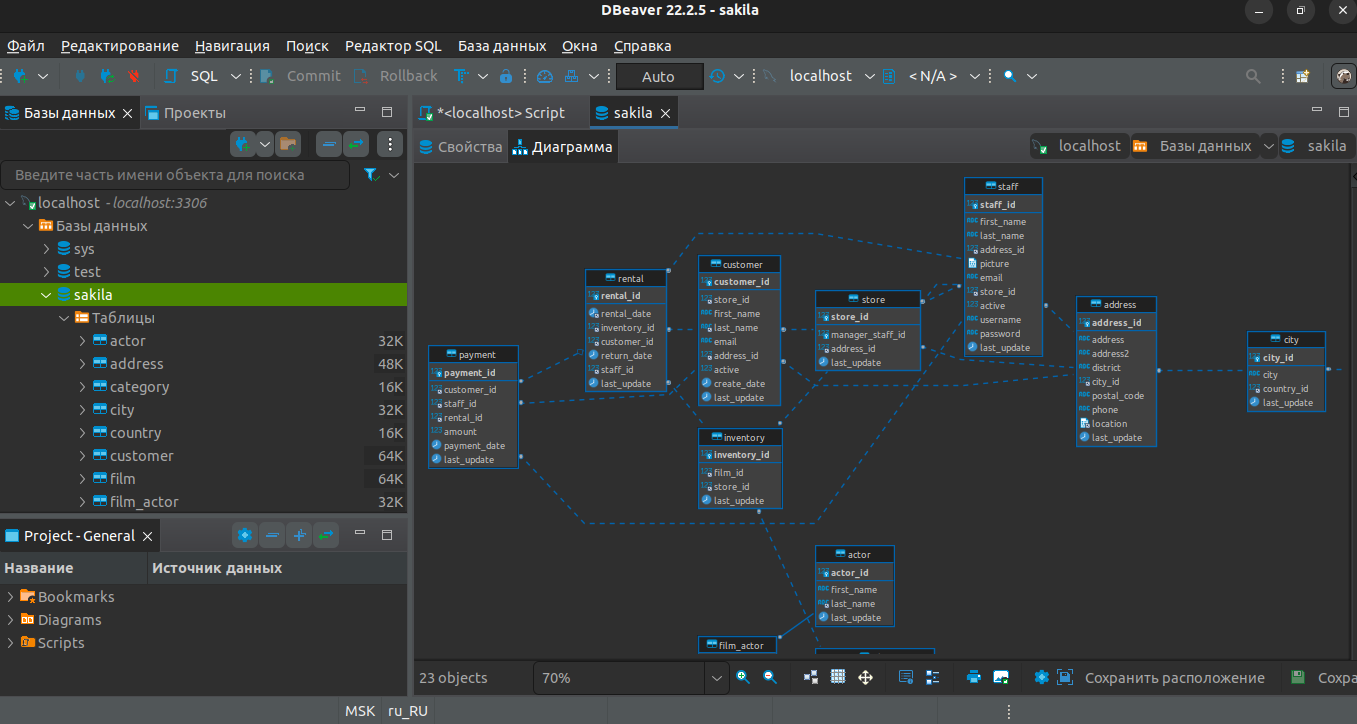 DBeaver 22.2.5 - sakila
Файл Редактирование Навигация Поиск Редактор SQL База данных Окна Справка
SQL Commit Rollback Auto localhost < N/A >
Базы данных Проекты
Введите часть имени объекта для поиска
localhost - localhost:3306
Базы данных
sys
test
sakila
Таблицы
actor 32K
address 48K
category 16K
city 32K
country 16K
customer 64K
film 64K
film_actor 32K
Project - General
Название Источник данных
Bookmarks
Diagrams
Scripts
*<localhost> Script sakila
Свойства Диаграмма localhost Базы данных sakila
payment
payment_id
customer_id
staff_id
rental_id
amount
payment_date
last_update
rental
rental_id
rental_date
inventory_id
customer_id
return_date
staff_id
last_update
customer
customer_id
store_id
first_name
last_name
email
address_id
active
create_date
last_update
inventory
inventory_id
film_id
store_id
last_update
store
store_id
manager_staff_id
address_id
last_update
staff
staff_id
first_name
last_name
address_id
picture
email
store_id
active
username
password
last_update
address
address_id
address
address2
district
city_id
postal_code
phone
location
last_update
city
city_id
city
country_id
last_update
actor
actor_id
first_name
last_name
last_update
film_actor
23 objects 70% Сохранить расположение Сохра
MSK ru_RU